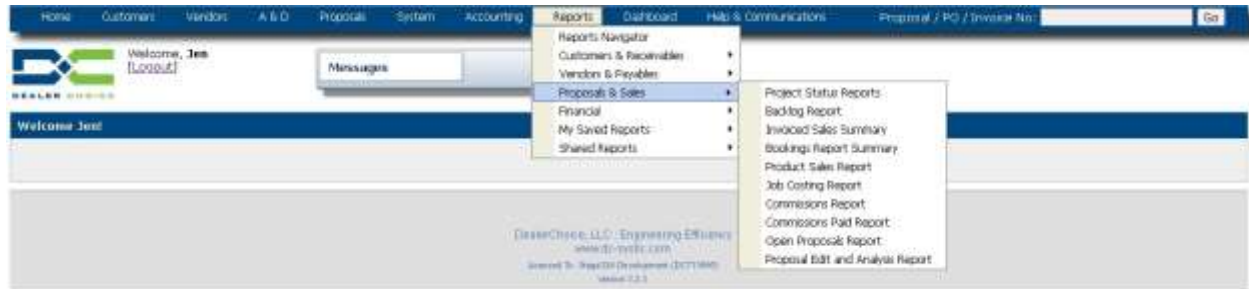 Home Customers Vendors A & D Proposals System Accounting Reports Dashboard Help & Communications Proposal / PO / Invoice No: Go
Welcome, Jen
[Logout]
DEALER CHOICE
Messages
Welcome Jen!
Reports Navigator
Customers & Receivables
Vendors & Payables
Proposals & Sales
Financial
My Saved Reports
Shared Reports
Project Status Reports
Backlog Report
Invoiced Sales Summary
Bookings Report Summary
Product Sales Report
Job Costing Report
Commissions Report
Commissions Paid Report
Open Proposals Report
Proposal Edit and Analysis Report
DealerChoice, LLC Engineering Efficiency